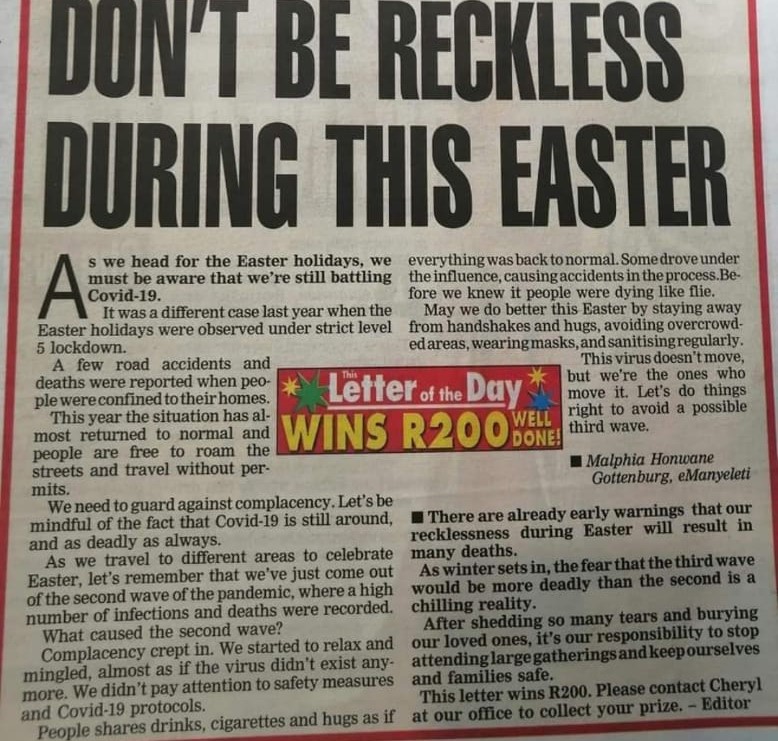 DON'T BE RECKLESS
DURING THIS EASTER
As we head for the Easter holidays, we
must be aware that we're still battling
Covid-19.
It was a different case last year when the
Easter holidays were observed under strict level
5 lockdown.
A few road accidents and
deaths were reported when peo-
ple were confined to their homes.
This year the situation has al-
most returned to normal and
people are free to roam the
streets and travel without per-
mits.
We need to guard against complacency. Let's be
mindful of the fact that Covid-19 is still around,
and as deadly as always.
As we travel to different areas to celebrate
Easter, let's remember that we've just come out
of the second wave of the pandemic, where a high
number of infections and deaths were recorded.
What caused the second wave?
Complacency crept in. We started to relax and
mingled, almost as if the virus didn't exist any-
more. We didn't pay attention to safety measures
and Covid-19 protocols.
People shares drinks, cigarettes and hugs as if
everything was back to normal. Some drove under
the influence, causing accidents in the process.Be-
fore we knew it people were dying like flie.
May we do better this Easter by staying away
from handshakes and hugs, avoiding overcrowd-
ed areas, wearing masks, and sanitising regularly.
This virus doesn't move,
but we're the ones who
move it. Let's do things
right to avoid a possible
third wave.
■ Malphia Honwane
Gottenburg, eManyeleti
This
Letter of the Day
WINS R200 WELL DONE!
■ There are already early warnings that our
recklessness during Easter will result in
many deaths.
As winter sets in, the fear that the third wave
would be more deadly than the second is a
chilling reality.
After shedding so many tears and burying
our loved ones, it's our responsibility to stop
attending large gatherings and keep ourselves
and families safe.
This letter wins R200. Please contact Cheryl
at our office to collect your prize. – Editor